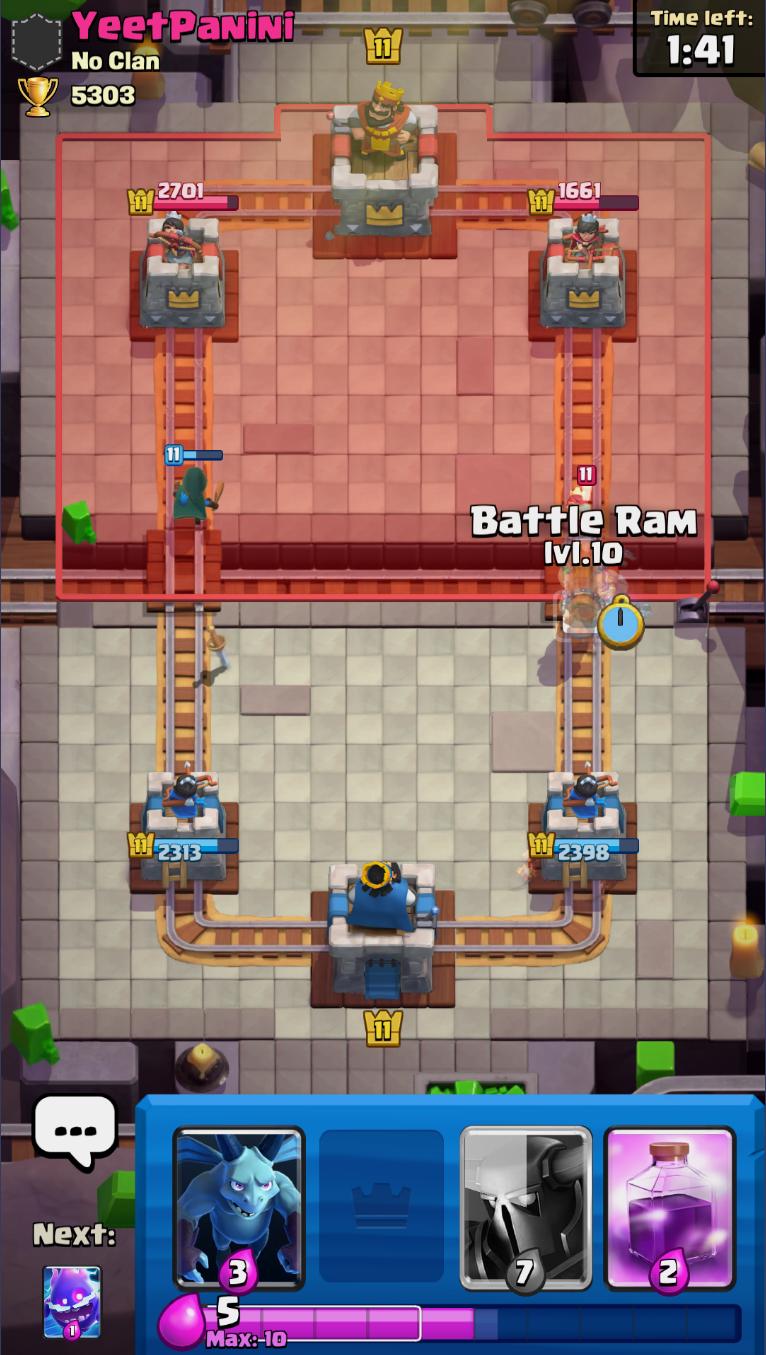 YeetPanini
No Clan
5303
11
Time left:
1:41
11 2701
11 1661
11
11
Battle Ram
lvl.10
11 2313
11 2398
11
...
3
7
2
Next:
1
5
Max: 10